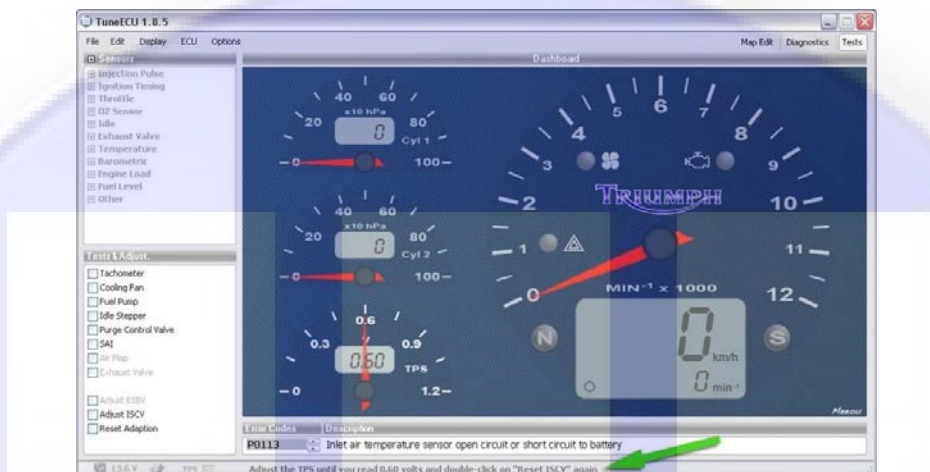 TuneECU 1.8.5
File Edit Display ECU Options
Map Edit Diagnostics Tests
Sensors
Injection Pulse
Ignition Timing
Throttle
O2 Sensor
Idle
Exhaust Valve
Temperature
Barometric
Engine Load
Fuel Level
Other
Tests & Adjust.
Tachometer
Cooling Fan
Fuel Pump
Idle Stepper
Purge Control Valve
SAI
Air Flap
Exhaust Valve
Adjust EXBV
Adjust ISCV
Reset Adaption
Dashboard
0 20 40 60 80 100
x10 hPa
0
Cyl 1
0 20 40 60 80 100
x10 hPa
0
Cyl 2
0 0.3 0.6 0.9 1.2
V
0.60
TPS
0 1 2 3 4 5 6 7 8 9 10 11 12
TRIUMPH
MIN-1 x 1000
N
S
0 km/h
0 min-1
Error Codes Description
P0113 Inlet air temperature sensor open circuit or short circuit to battery
13.6 V TPS Adjust the TPS until you read 0.60 volts and double-click on "Reset ISCV" again